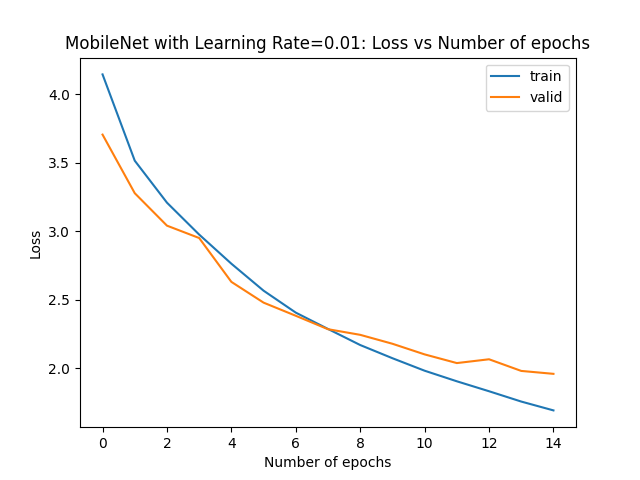 MobileNet with Learning Rate=0.01: Loss vs Number of epochs
train
valid
4.0
3.5
3.0
2.5
2.0
Loss
0 2 4 6 8 10 12 14
Number of epochs